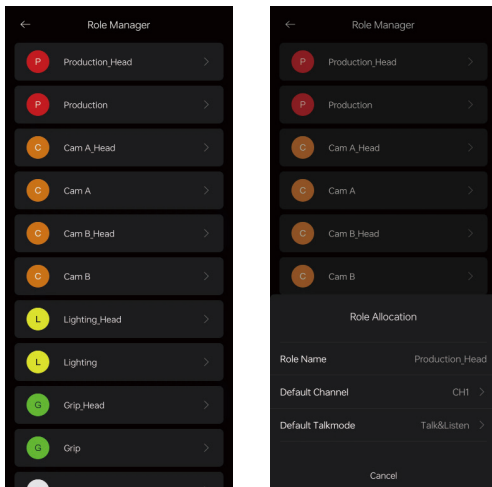 Role Manager
P Production_Head
P Production
C Cam A_Head
C Cam A
C Cam B_Head
C Cam B
L Lighting_Head
L Lighting
G Grip_Head
G Grip
Role Manager
P Production_Head
P Production
C Cam A_Head
C Cam A
C Cam B_Head
C Cam B
Role Allocation
Role Name Production_Head
Default Channel CH1
Default Talkmode Talk&Listen
Cancel